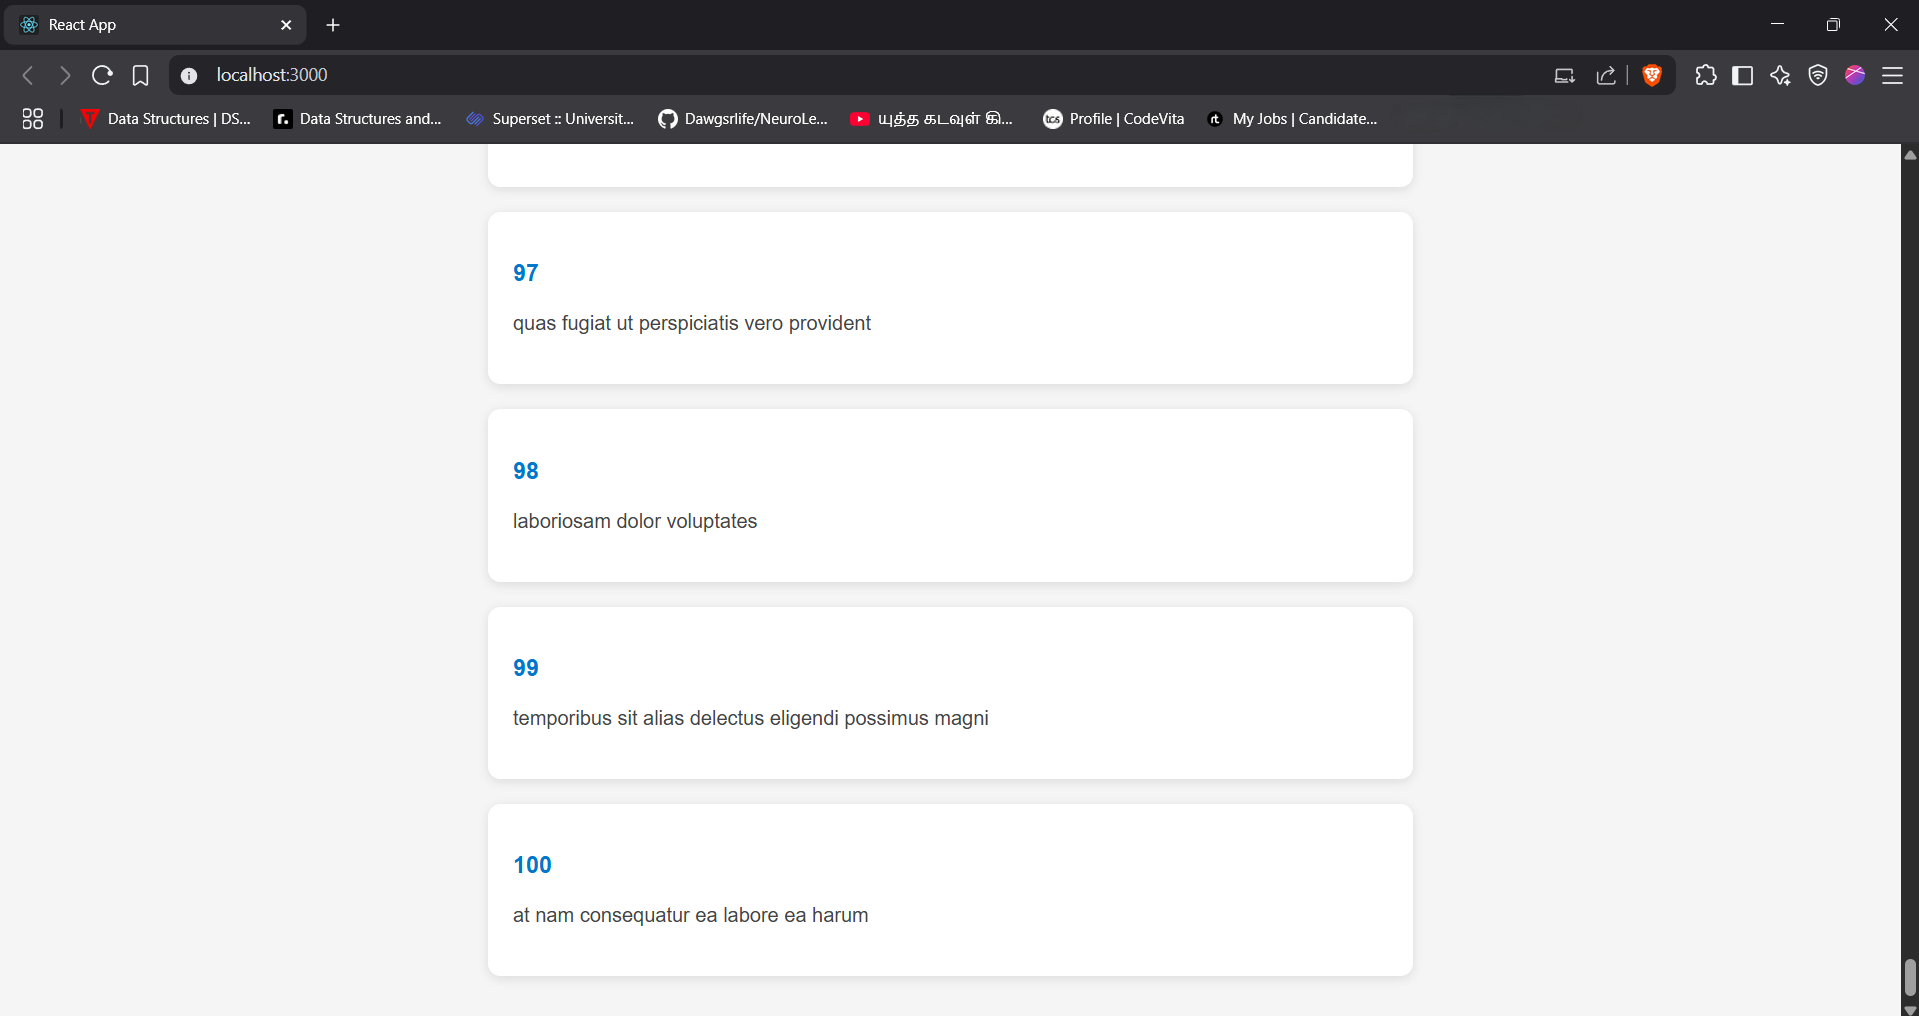 React App
localhost:3000
Data Structures | DS...
Data Structures and...
Superset :: Universit...
Dawgsrlife/NeuroLe...
யுத்த கடவுள் கி...
tcs
Profile | CodeVita
rt
My Jobs | Candidate...
97
quas fugiat ut perspiciatis vero provident
98
laboriosam dolor voluptates
99
temporibus sit alias delectus eligendi possimus magni
100
at nam consequatur ea labore ea harum